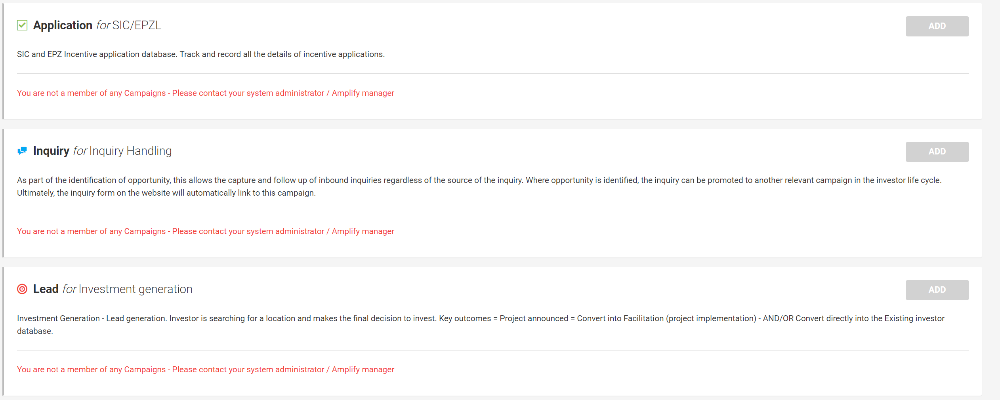 Application for SIC/EPZL
ADD
SIC and EPZ Incentive application database. Track and record all the details of incentive applications.
You are not a member of any Campaigns - Please contact your system administrator / Amplify manager
Inquiry for Inquiry Handling
ADD
As part of the identification of opportunity, this allows the capture and follow up of inbound inquiries regardless of the source of the inquiry. Where opportunity is identified, the inquiry can be promoted to another relevant campaign in the investor life cycle.
Ultimately, the inquiry form on the website will automatically link to this campaign.
You are not a member of any Campaigns - Please contact your system administrator / Amplify manager
Lead for Investment generation
ADD
Investment Generation - Lead generation. Investor is searching for a location and makes the final decision to invest. Key outcomes = Project announced = Convert into Facilitation (project implementation) - AND/OR Convert directly into the Existing investor
database.
You are not a member of any Campaigns - Please contact your system administrator / Amplify manager